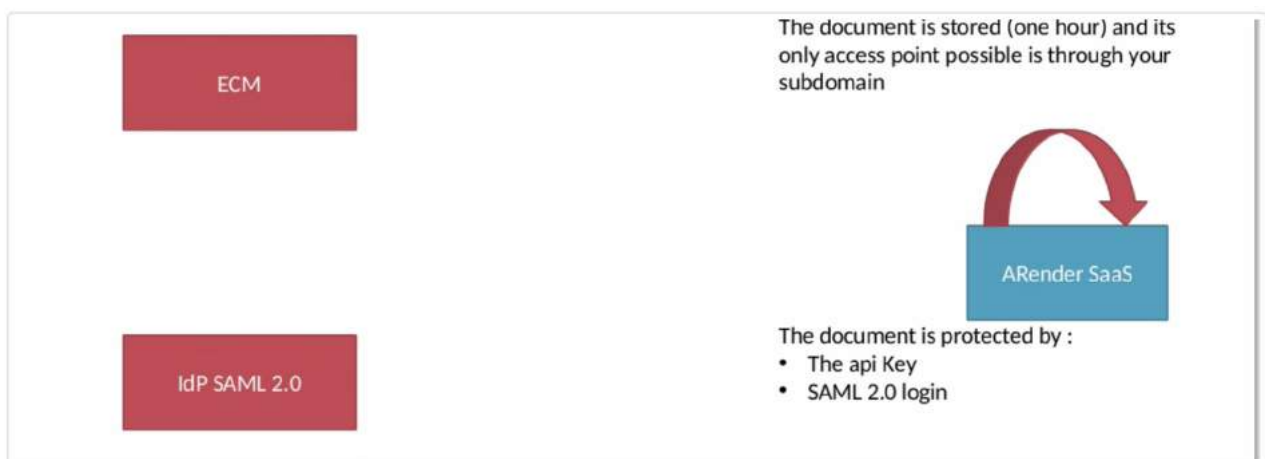 ECM
The document is stored (one hour) and its
only access point possible is through your
subdomain
ARender SaaS
IdP SAML 2.0
The document is protected by :
• The api Key
• SAML 2.0 login